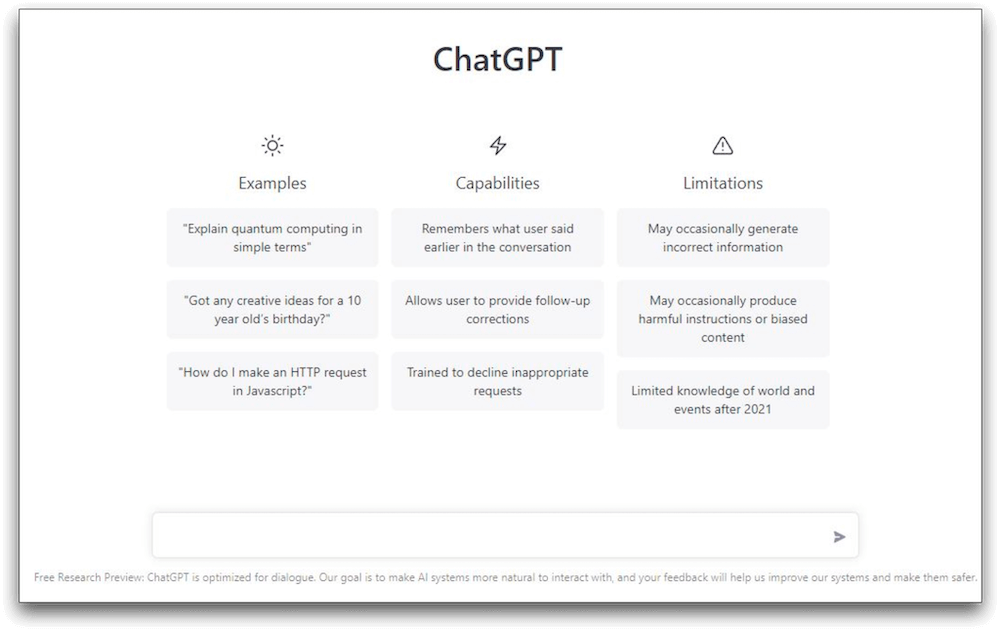 ChatGPT
Examples
"Explain quantum computing in
simple terms"
"Got any creative ideas for a 10
year old's birthday?"
"How do I make an HTTP request
in Javascript?"
Capabilities
Remembers what user said
earlier in the conversation
Allows user to provide follow-up
corrections
Trained to decline inappropriate
requests
Limitations
May occasionally generate
incorrect information
May occasionally produce
harmful instructions or biased
content
Limited knowledge of world and
events after 2021
Free Research Preview: ChatGPT is optimized for dialogue. Our goal is to make AI systems more natural to interact with, and your feedback will help us improve our systems and make them safer.